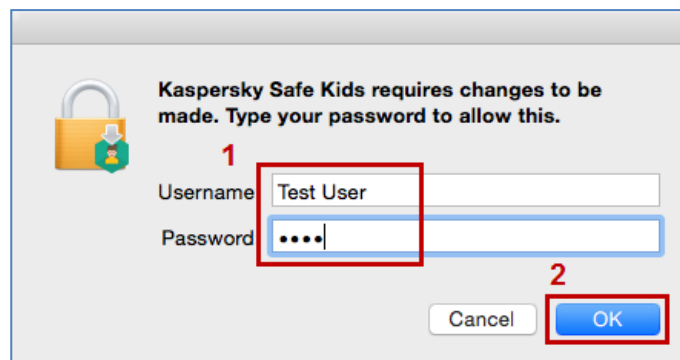 Kaspersky Safe Kids requires changes to be
made. Type your password to allow this.
1
Username Test User
Password ••••
2
Cancel OK